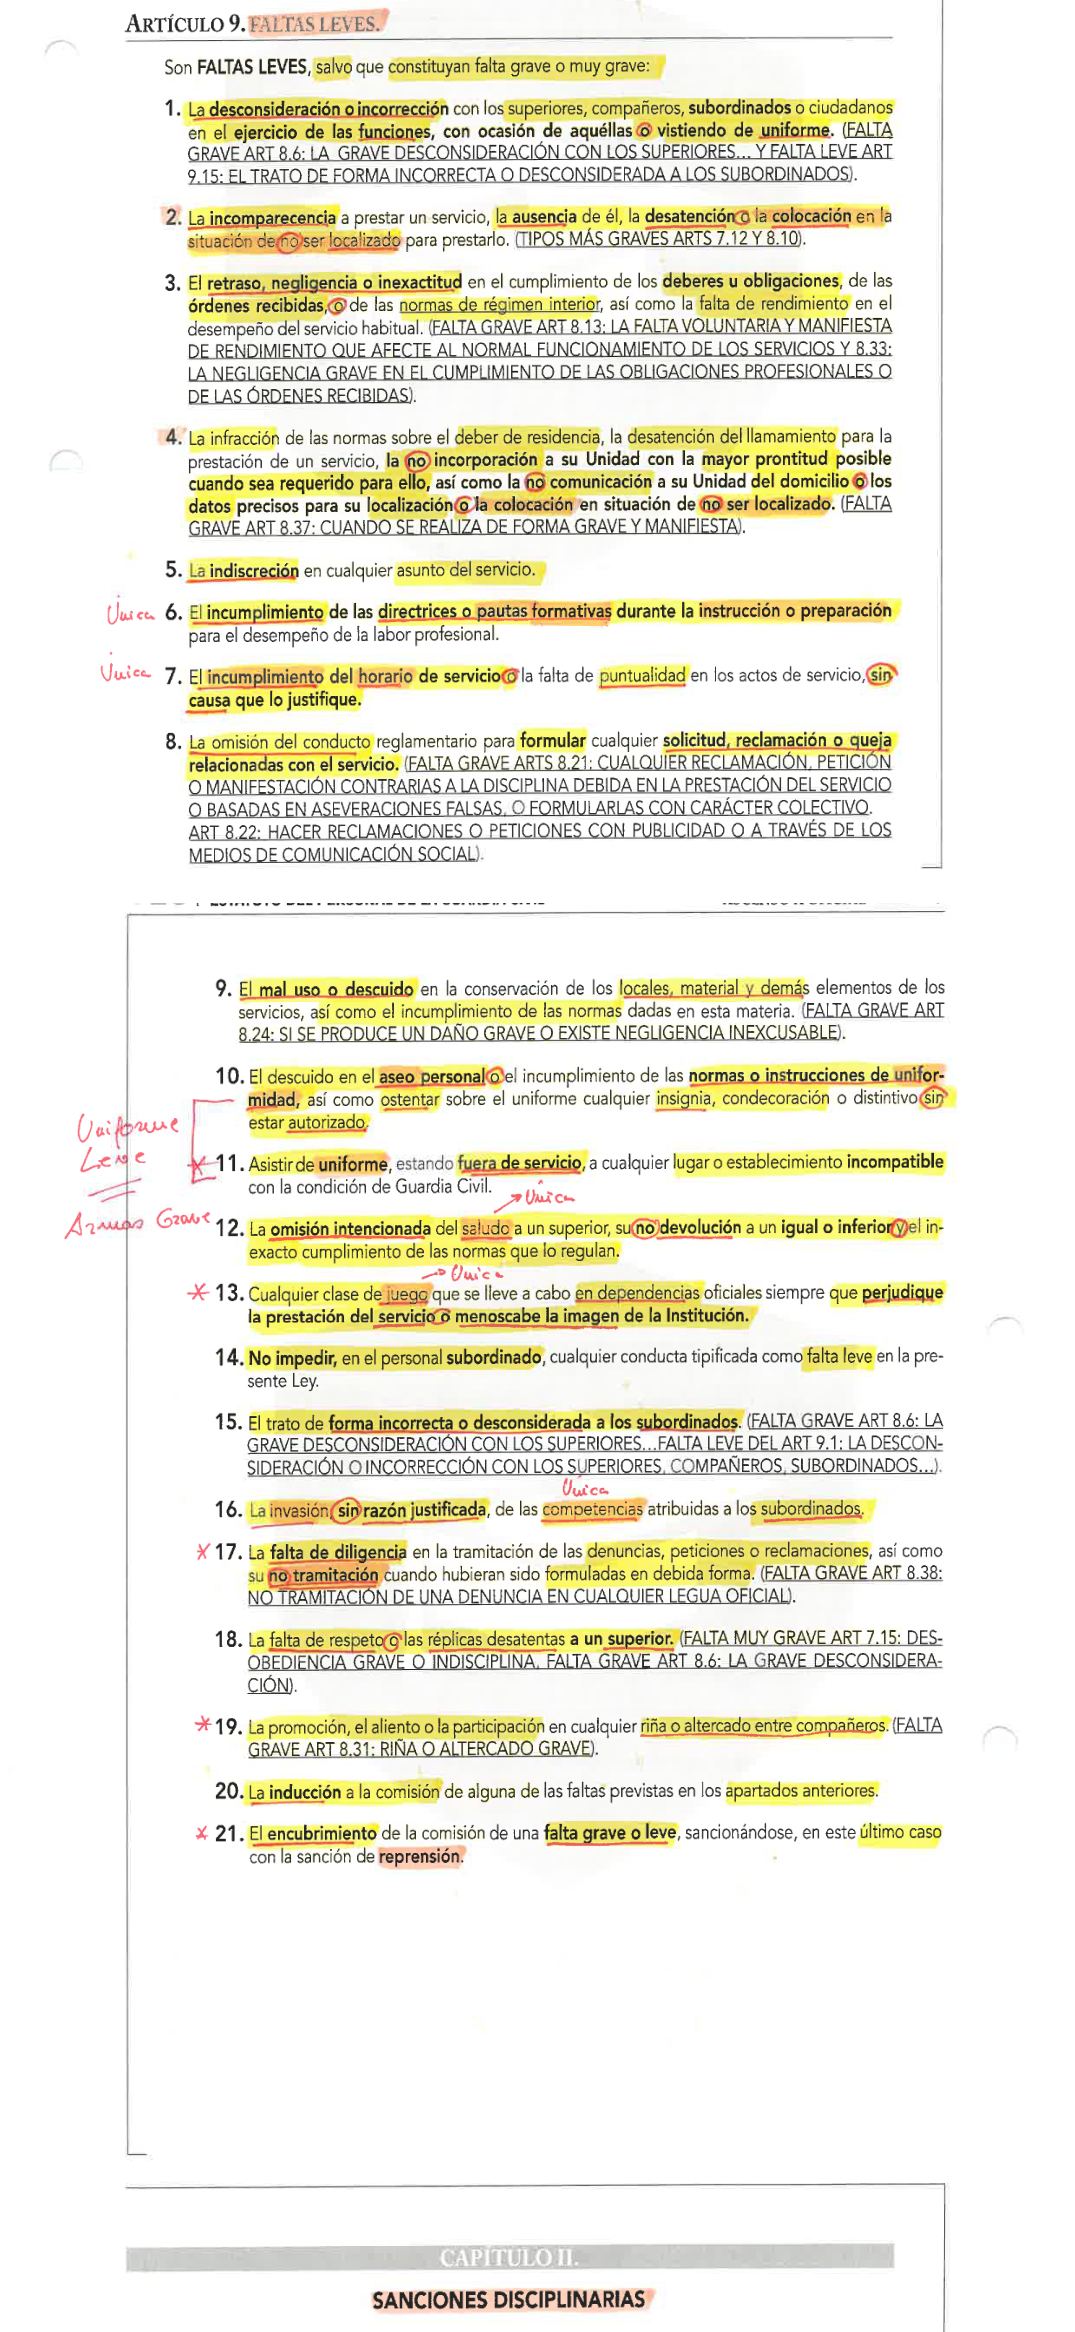 ARTÍCULO 9. FALTAS LEVES.
Son FALTAS LEVES, salvo que constituyan falta grave o muy grave:
1. La desconsideración o incorrección con los superiores, compañeros, subordinados o ciudadanos
en el ejercicio de las funciones, con ocasión de aquéllas o vistiendo de uniforme. (FALTA
GRAVE ART 8.6: LA GRAVE DESCONSIDERACIÓN CON LOS SUPERIORES... Y FALTA LEVE ART
9.15: EL TRATO DE FORMA INCORRECTA O DESCONSIDERADA A LOS SUBORDINADOS).
2. La incomparecencia a prestar un servicio, la ausencia de él, la desatención o la colocación en la
situación de no ser localizado para prestarlo. (TIPOS MÁS GRAVES ARTS 7.12 Y 8.10).
3. El retraso, negligencia o inexactitud en el cumplimiento de los deberes u obligaciones, de las
órdenes recibidas, o de las normas de régimen interior, así como la falta de rendimiento en el
desempeño del servicio habitual. (FALTA GRAVE ART 8.13: LA FALTA VOLUNTARIA Y MANIFIESTA
DE RENDIMIENTO QUE AFECTE AL NORMAL FUNCIONAMIENTO DE LOS SERVICIOS Y 8.33:
LA NEGLIGENCIA GRAVE EN EL CUMPLIMIENTO DE LAS OBLIGACIONES PROFESIONALES O
DE LAS ÓRDENES RECIBIDAS).
4. La infracción de las normas sobre el deber de residencia, la desatención del llamamiento para la
prestación de un servicio, la no incorporación a su Unidad con la mayor prontitud posible
cuando sea requerido para ello, así como la no comunicación a su Unidad del domicilio o los
datos precisos para su localización o la colocación en situación de no ser localizado. (FALTA
GRAVE ART 8.37: CUANDO SE REALIZA DE FORMA GRAVE Y MANIFIESTA).
5. La indiscreción en cualquier asunto del servicio.
Única 6. El incumplimiento de las directrices o pautas formativas durante la instrucción o preparación
para el desempeño de la labor profesional.
Única 7. El incumplimiento del horario de servicio o la falta de puntualidad en los actos de servicio, sin
causa que lo justifique.
8. La omisión del conducto reglamentario para formular cualquier solicitud, reclamación o queja
relacionadas con el servicio. (FALTA GRAVE ARTS 8.21: CUALQUIER RECLAMACIÓN, PETICIÓN
O MANIFESTACIÓN CONTRARIAS A LA DISCIPLINA DEBIDA EN LA PRESTACIÓN DEL SERVICIO
O BASADAS EN ASEVERACIONES FALSAS, O FORMULARLAS CON CARÁCTER COLECTIVO.
ART 8.22: HACER RECLAMACIONES O PETICIONES CON PUBLICIDAD O A TRAVÉS DE LOS
MEDIOS DE COMUNICACIÓN SOCIAL).
9. El mal uso o descuido en la conservación de los locales, material y demás elementos de los
servicios, así como el incumplimiento de las normas dadas en esta materia. (FALTA GRAVE ART
8.24: SI SE PRODUCE UN DAÑO GRAVE O EXISTE NEGLIGENCIA INEXCUSABLE).
10. El descuido en el aseo personal o el incumplimiento de las normas o instrucciones de unifor-
midad, así como ostentar sobre el uniforme cualquier insignia, condecoración o distintivo sin
estar autorizado.
Uniforme
Leve
11. Asistir de uniforme, estando fuera de servicio, a cualquier lugar o establecimiento incompatible
con la condición de Guardia Civil.
Única
Armas Grave
12. La omisión intencionada del saludo a un superior, su no devolución a un igual o inferior y el in-
exacto cumplimiento de las normas que lo regulan.
Única
13. Cualquier clase de juego que se lleve a cabo en dependencias oficiales siempre que perjudique
la prestación del servicio o menoscabe la imagen de la Institución.
14. No impedir, en el personal subordinado, cualquier conducta tipificada como falta leve en la pre-
sente Ley.
15. El trato de forma incorrecta o desconsiderada a los subordinados. (FALTA GRAVE ART 8.6: LA
GRAVE DESCONSIDERACIÓN CON LOS SUPERIORES...FALTA LEVE DEL ART 9.1: LA DESCON-
SIDERACIÓN O INCORRECCIÓN CON LOS SUPERIORES, COMPAÑEROS, SUBORDINADOS...).
Única
16. La invasión, sin razón justificada, de las competencias atribuidas a los subordinados.
17. La falta de diligencia en la tramitación de las denuncias, peticiones o reclamaciones, así como
su no tramitación cuando hubieran sido formuladas en debida forma. (FALTA GRAVE ART 8.38:
NO TRAMITACIÓN DE UNA DENUNCIA EN CUALQUIER LEGUA OFICIAL).
18. La falta de respeto o las réplicas desatentas a un superior. (FALTA MUY GRAVE ART 7.15: DES-
OBEDIENCIA GRAVE O INDISCIPLINA, FALTA GRAVE ART 8.6: LA GRAVE DESCONSIDERA-
CIÓN).
19. La promoción, el aliento o la participación en cualquier riña o altercado entre compañeros. (FALTA
GRAVE ART 8.31: RIÑA O ALTERCADO GRAVE).
20. La inducción a la comisión de alguna de las faltas previstas en los apartados anteriores.
21. El encubrimiento de la comisión de una falta grave o leve, sancionándose, en este último caso
con la sanción de reprensión.
CAPÍTULO II.
SANCIONES DISCIPLINARIAS